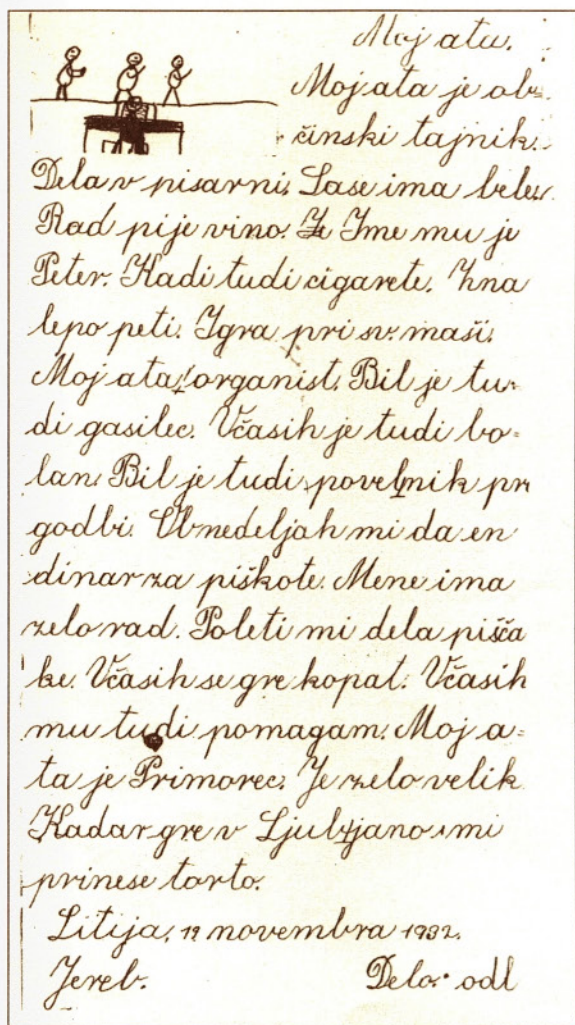 Moj ata.
Moj ata je ob=
činski tajnik.
Dela v pisarni. Lase ima bele.
Rad pije vino. Je Ime mu je
Peter. Kadi tudi cigarete. Zna
lepo peti. Igra pri sv. maši.
Moj ata organist. Bil je tu=
di gasilec. Včasih je tudi bo=
lan. Bil je tudi povelnik pri
godbi. Ob nedeljah mi da en
dinar za piškote. Mene ima
zelo rad. Poleti mi dela pišča
ke. Včasih se gre kopat. Včasih
mu tudi pomagam. Moj a=
ta je Primorec. Je zelo velik
Kadar gre v Ljubljano mi
prinese torto.
Litija, 19 novembra 1932.
Jereb. Delo: odl